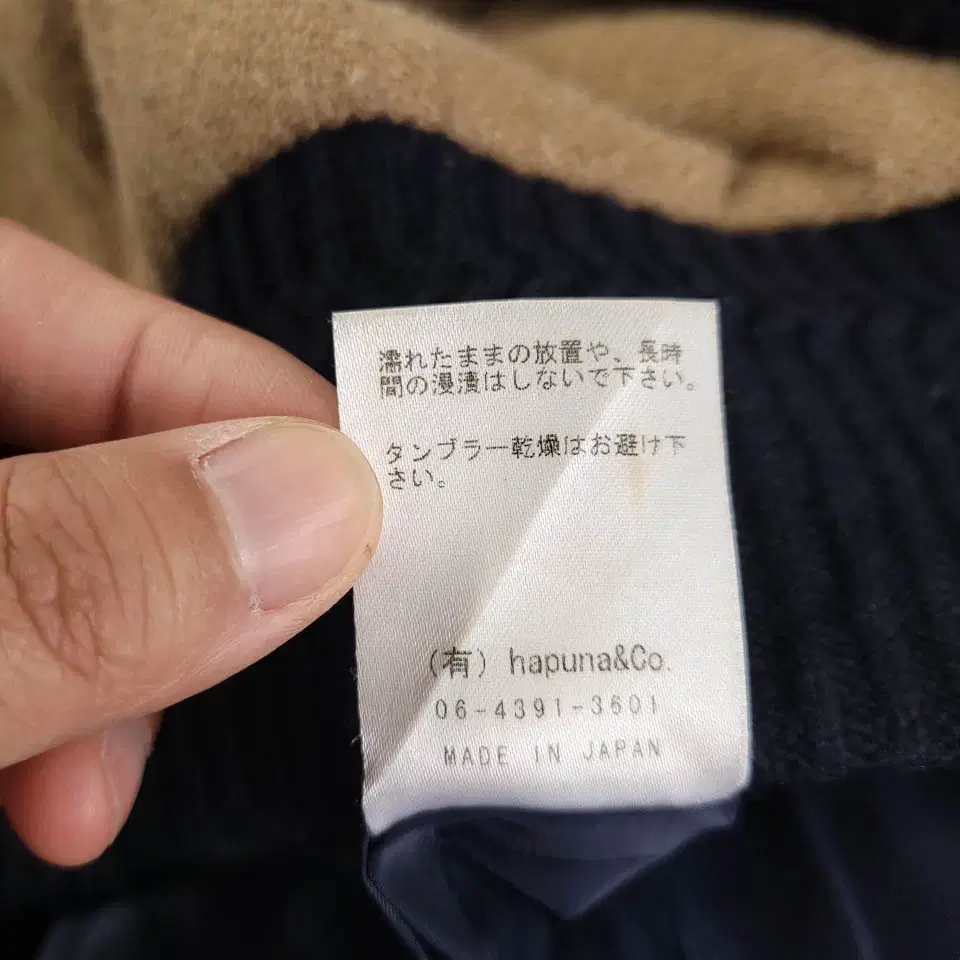 濡れたままの放置や、長時
間の浸漬はしないで下さい。
タンブラー乾燥はお避け下
さい。
（有）hapuna&Co.
06-4391-3601
MADE IN JAPAN